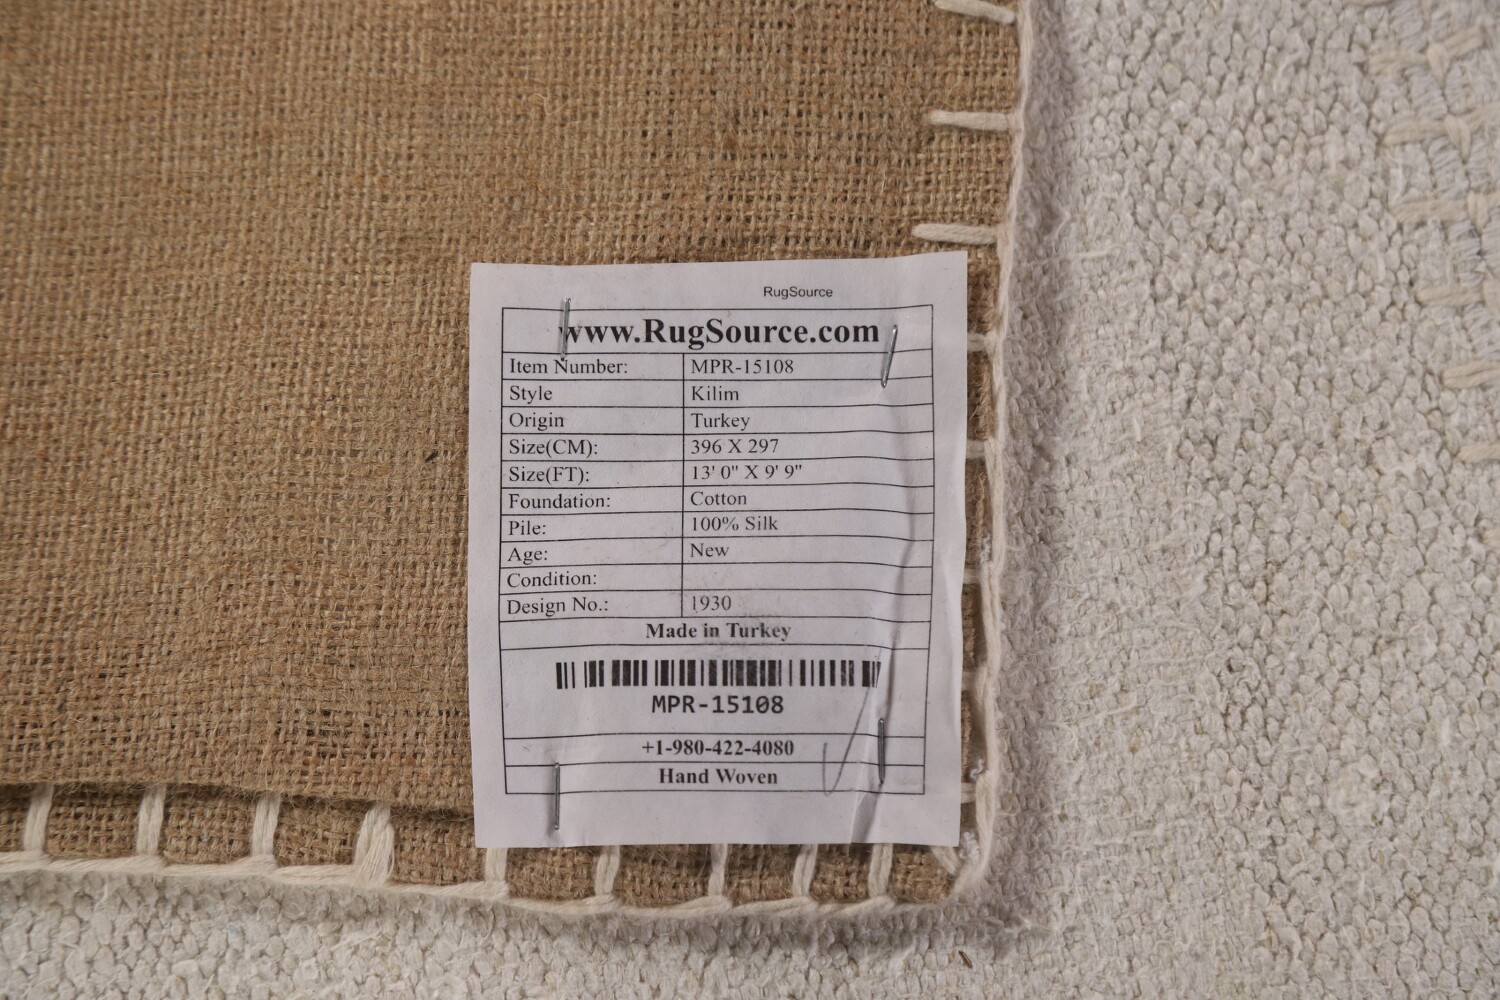 RugSource
www.RugSource.com
Item Number: MPR-15108
Style Kilim
Origin Turkey
Size(CM): 396 X 297
Size(FT): 13' 0" X 9' 9"
Foundation: Cotton
Pile: 100% Silk
Age: New
Condition:
Design No.: 1930
Made in Turkey
MPR-15108
+1-980-422-4080
Hand Woven